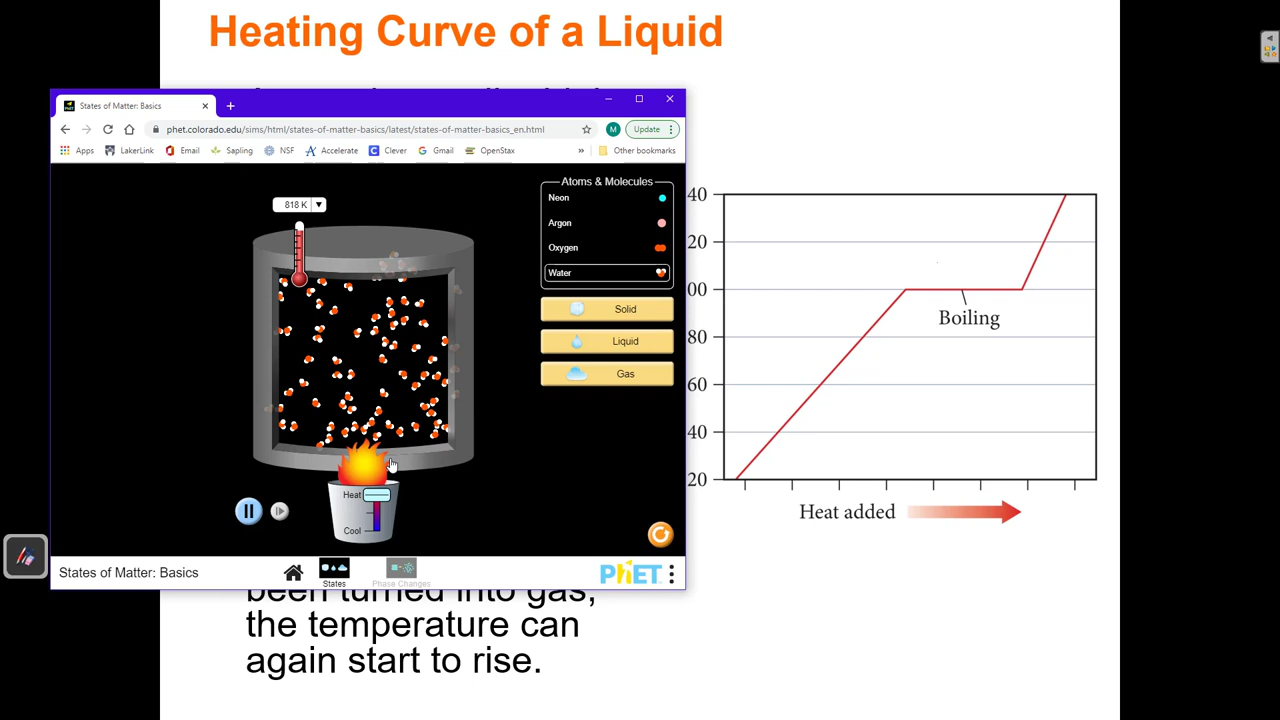 Heating Curve of a Liquid
States of Matter: Basics
phet.colorado.edu/sims/html/states-of-matter-basics/latest/states-of-matter-basics_en.html
M
Update
Apps
LakerLink
Email
Sapling
NSF
Accelerate
Clever
Gmail
OpenStax
»
Other bookmarks
818 K
Atoms & Molecules
Neon
Argon
Oxygen
Water
Solid
Liquid
Gas
Heat
Cool
States of Matter: Basics
States
Phase Changes
PhET
40
20
00
80
60
40
20
Boiling
Heat added
been turned into gas,
the temperature can
again start to rise.